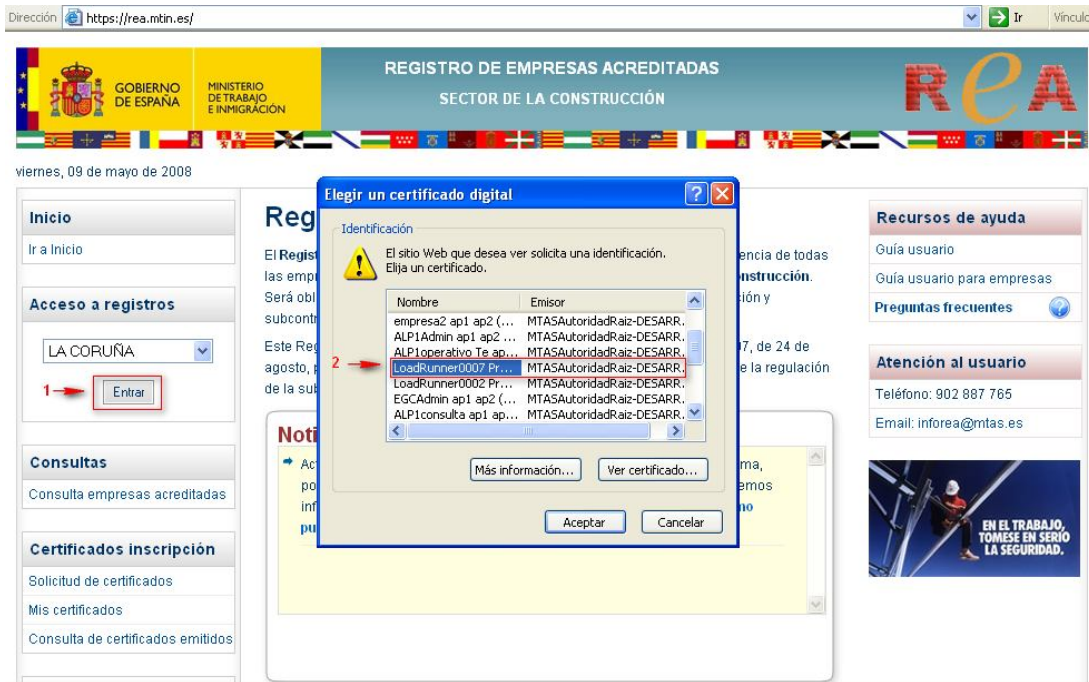 Dirección https://rea.mtin.es/ Ir Vínculo
GOBIERNO
DE ESPAÑA
MINISTERIO
DE TRABAJO
E INMIGRACIÓN
REGISTRO DE EMPRESAS ACREDITADAS
SECTOR DE LA CONSTRUCCIÓN
ReA
viernes, 09 de mayo de 2008
Inicio
Ir a Inicio
Acceso a registros
LA CORUÑA
1
Entrar
Consultas
Consulta empresas acreditadas
Certificados inscripción
Solicitud de certificados
Mis certificados
Consulta de certificados emitidos
Reg
El Regist
encia de todas
las empr
nstrucción.
Será obl
ión y
subcontr
Este Reg
7, de 24 de
agosto, p
e la regulación
de la sub
Noti
Act
ma,
po
emos
inf
no
pu
Elegir un certificado digital
Identificación
El sitio Web que desea ver solicita una identificación.
Elija un certificado.
Nombre Emisor
empresa2 ap1 ap2 (... MTASAutoridadRaiz-DESARR.
ALP1Admin ap1 ap2 ... MTASAutoridadRaiz-DESARR.
ALP1operativo Te ap... MTASAutoridadRaiz-DESARR.
2
LoadRunner0007 Pr... MTASAutoridadRaiz-DESARR.
LoadRunner0002 Pr... MTASAutoridadRaiz-DESARR.
EGCAdmin ap1 ap2 (... MTASAutoridadRaiz-DESARR.
ALP1consulta ap1 ap... MTASAutoridadRaiz-DESARR.
Más información... Ver certificado...
Aceptar Cancelar
Recursos de ayuda
Guía usuario
Guía usuario para empresas
Preguntas frecuentes
Atención al usuario
Teléfono: 902 887 765
Email: inforea@mtas.es
EN EL TRABAJO,
TOMESE EN SERIO
LA SEGURIDAD.